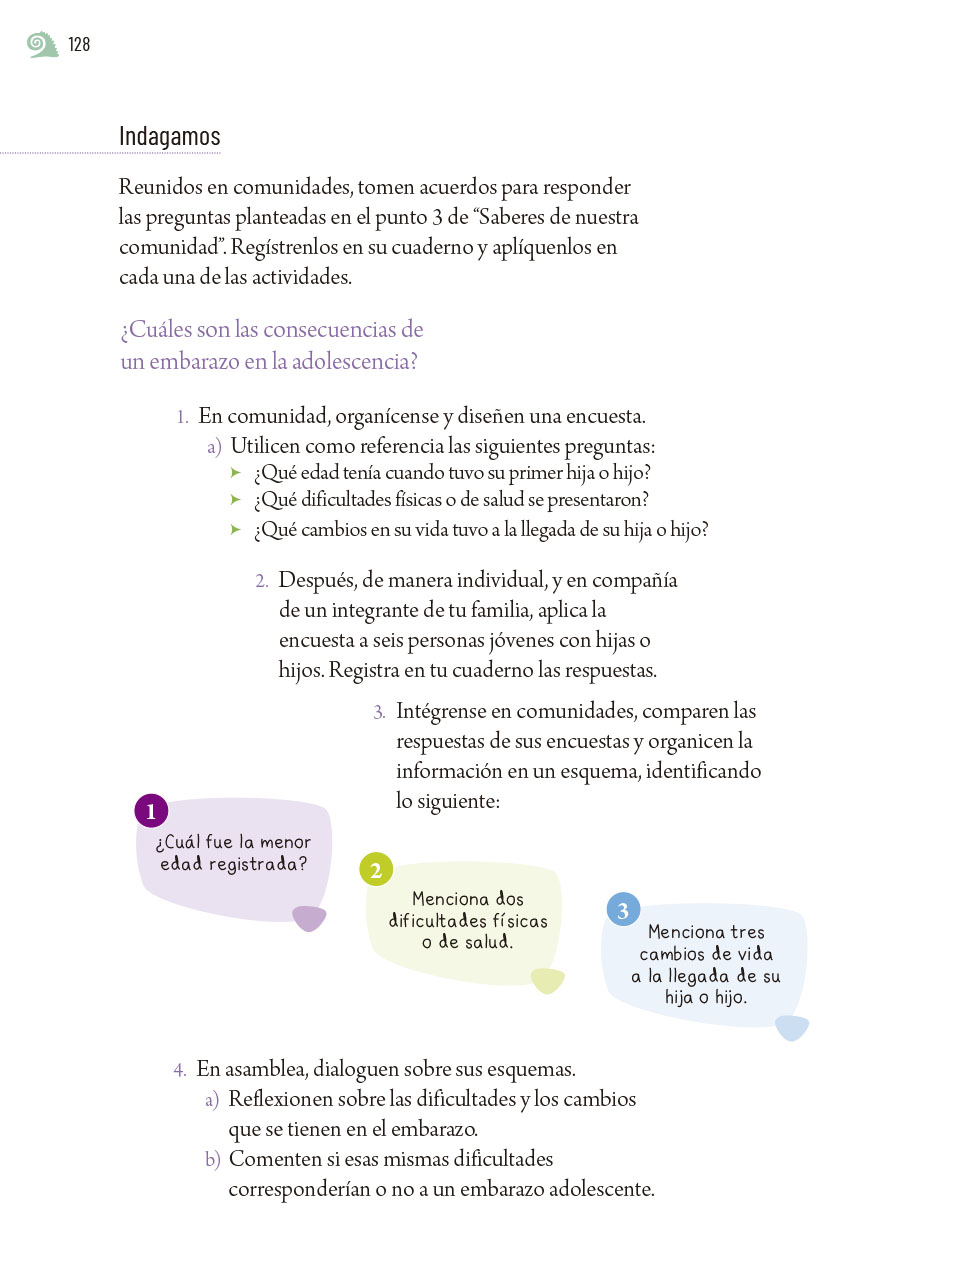 128
Indagamos
Reunidos en comunidades, tomen acuerdos para responder
las preguntas planteadas en el punto 3 de “Saberes de nuestra
comunidad”. Regístrenlos en su cuaderno y aplíquenlos en
cada una de las actividades.
¿Cuáles son las consecuencias de
un embarazo en la adolescencia?
1. En comunidad, organícense y diseñen una encuesta.
a) Utilicen como referencia las siguientes preguntas:
➤ ¿Qué edad tenía cuando tuvo su primer hija o hijo?
➤ ¿Qué dificultades físicas o de salud se presentaron?
➤ ¿Qué cambios en su vida tuvo a la llegada de su hija o hijo?
2. Después, de manera individual, y en compañía
de un integrante de tu familia, aplica la
encuesta a seis personas jóvenes con hijas o
hijos. Registra en tu cuaderno las respuestas.
3. Intégrense en comunidades, comparen las
respuestas de sus encuestas y organicen la
información en un esquema, identificando
lo siguiente:
1
¿Cuál fue la menor
edad registrada?
2
Menciona dos
dificultades físicas
o de salud.
3
Menciona tres
cambios de vida
a la llegada de su
hija o hijo.
4. En asamblea, dialoguen sobre sus esquemas.
a) Reflexionen sobre las dificultades y los cambios
que se tienen en el embarazo.
b) Comenten si esas mismas dificultades
corresponderían o no a un embarazo adolescente.